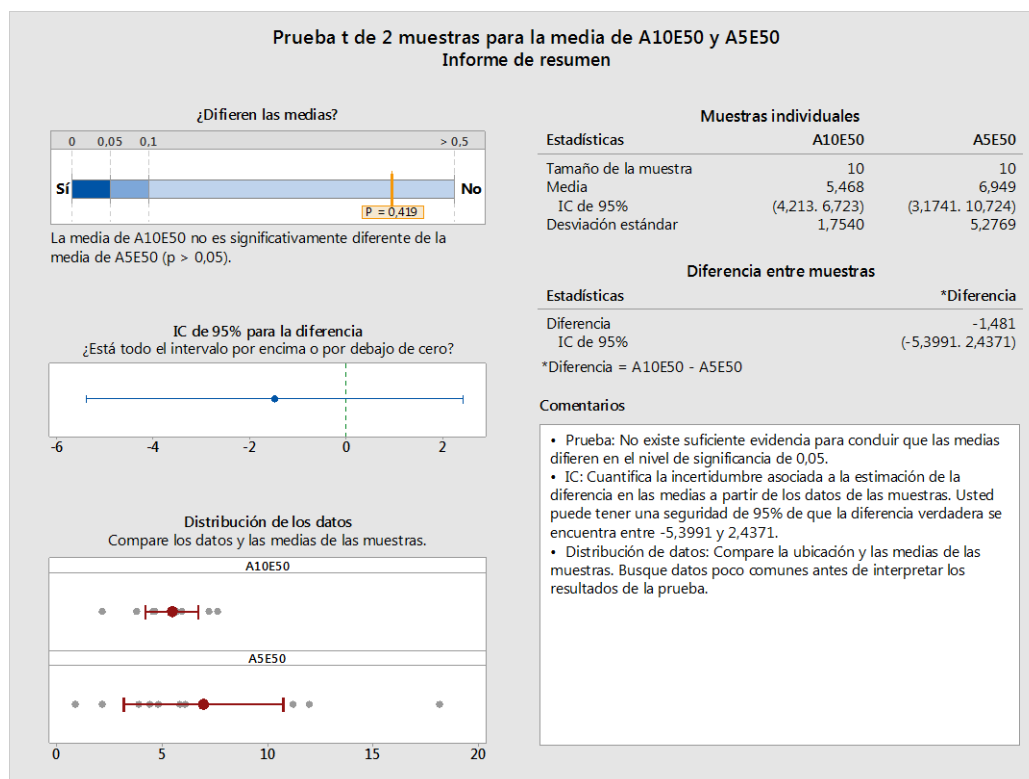 Prueba t de 2 muestras para la media de A10E50 y A5E50
Informe de resumen
¿Difieren las medias?
0 0,05 0,1 > 0,5
Sí No
P = 0,419
La media de A10E50 no es significativamente diferente de la
media de A5E50 (p > 0,05).
IC de 95% para la diferencia
¿Está todo el intervalo por encima o por debajo de cero?
-6 -4 -2 0 2
Distribución de los datos
Compare los datos y las medias de las muestras.
A10E50
A5E50
0 5 10 15 20
Muestras individuales
Estadísticas A10E50 A5E50
Tamaño de la muestra 10 10
Media 5,468 6,949
IC de 95% (4,213. 6,723) (3,1741. 10,724)
Desviación estándar 1,7540 5,2769
Diferencia entre muestras
Estadísticas *Diferencia
Diferencia -1,481
IC de 95% (-5,3991. 2,4371)
*Diferencia = A10E50 - A5E50
Comentarios
• Prueba: No existe suficiente evidencia para concluir que las medias
difieren en el nivel de significancia de 0,05.
• IC: Cuantifica la incertidumbre asociada a la estimación de la
diferencia en las medias a partir de los datos de las muestras. Usted
puede tener una seguridad de 95% de que la diferencia verdadera se
encuentra entre -5,3991 y 2,4371.
• Distribución de datos: Compare la ubicación y las medias de las
muestras. Busque datos poco comunes antes de interpretar los
resultados de la prueba.